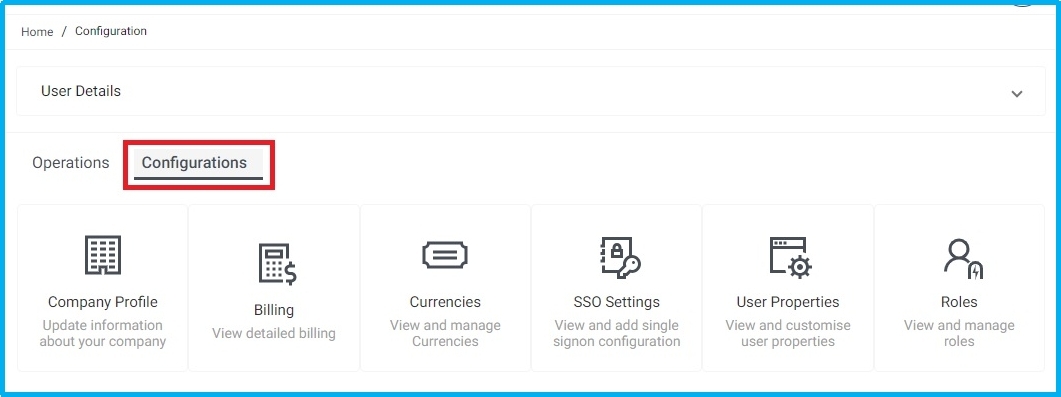 Home / Configuration
User Details
Operations Configurations
Company Profile
Update information
about your company
Billing
View detailed billing
Currencies
View and manage
Currencies
SSO Settings
View and add single
signon configuration
User Properties
View and customise
user properties
Roles
View and manage
roles